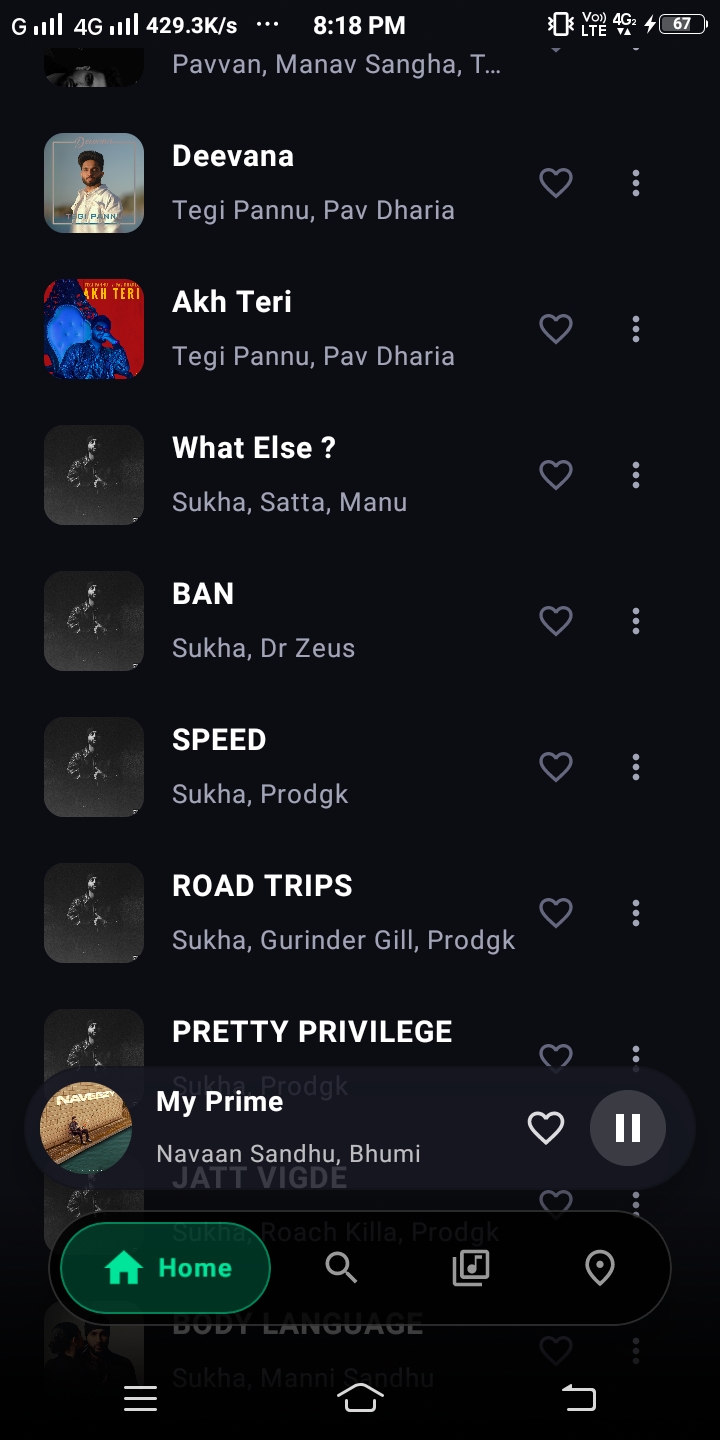 G 4G 429.3K/s ... 8:18 PM Vo)) LTE 4G2 67
Pavvan, Manav Sangha, T...
Deevana
Tegi Pannu, Pav Dharia
AKH TERI
Akh Teri
Tegi Pannu, Pav Dharia
What Else ?
Sukha, Satta, Manu
BAN
Sukha, Dr Zeus
SPEED
Sukha, Prodgk
ROAD TRIPS
Sukha, Gurinder Gill, Prodgk
PRETTY PRIVILEGE
Sukha, Prodgk
NAVEEZY
My Prime
Navaan Sandhu, Bhumi
JATT VIGDE
Sukha, Roach Killa, Prodgk
Home
BODY LANGUAGE
Sukha, Manni Sandhu